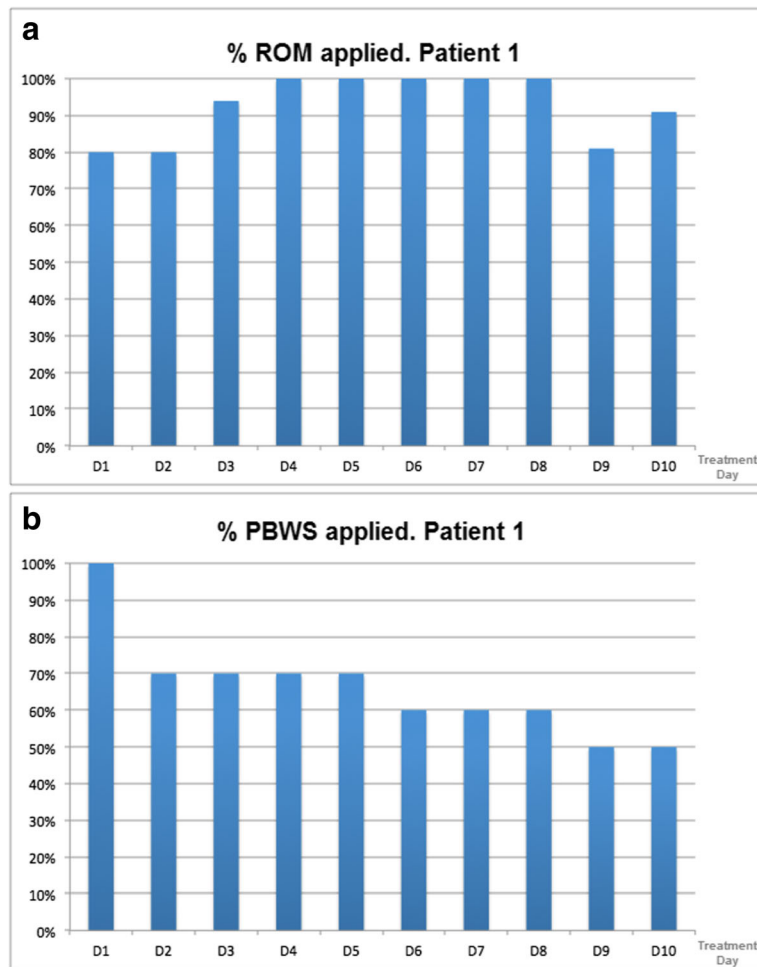 a
% ROM applied. Patient 1
100%
90%
80%
70%
60%
50%
40%
30%
20%
10%
0%
D1 D2 D3 D4 D5 D6 D7 D8 D9 D10
Treatment
Day
b
% PBWS applied. Patient 1
100%
90%
80%
70%
60%
50%
40%
30%
20%
10%
0%
D1 D2 D3 D4 D5 D6 D7 D8 D9 D10
Treatment
Day